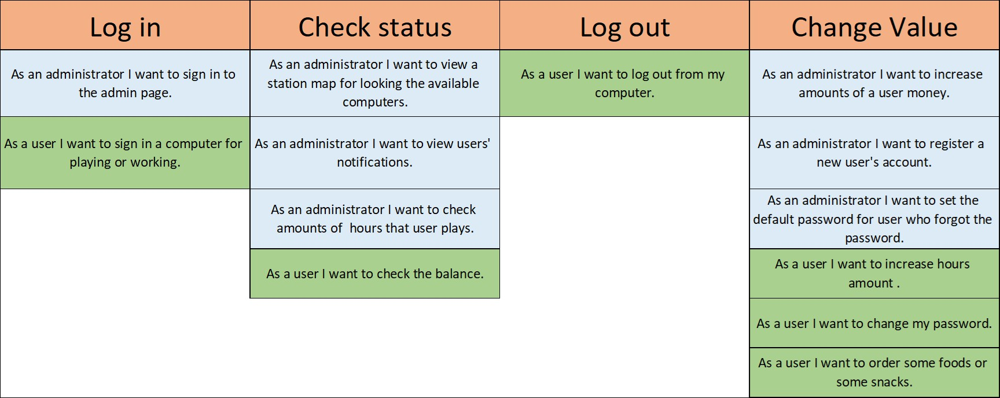 Log in
Check status
Log out
Change Value
As an administrator I want to sign in to
the admin page.
As an administrator I want to view a
station map for looking the available
computers.
As a user I want to log out from my
computer.
As an administrator I want to increase
amounts of a user money.
As a user I want to sign in a computer for
playing or working.
As an administrator I want to view users'
notifications.
As an administrator I want to register a
new user's account.
As an administrator I want to check
amounts of  hours that user plays.
As an administrator I want to set the
default password for user who forgot the
password.
As a user I want to check the balance.
As a user I want to increase hours
amount .
As a user I want to change my password.
As a user I want to order some foods or
some snacks.